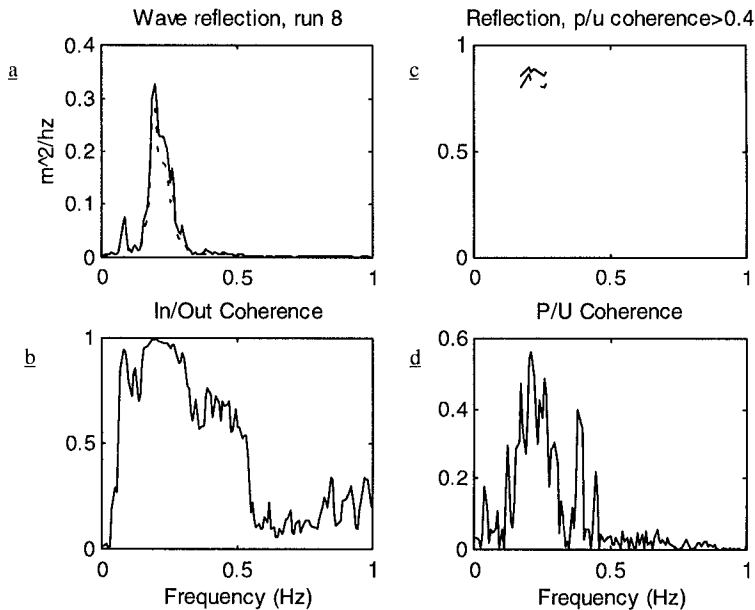 Wave reflection, run 8
a
0.4
0.3
0.2
0.1
0
m^2/hz
0 0.5 1
Reflection, p/u coherence>0.4
c
1
0.5
0
0 0.5 1
In/Out Coherence
b
1
0.5
0
0 0.5 1
Frequency (Hz)
P/U Coherence
d
0.6
0.4
0.2
0
0 0.5 1
Frequency (Hz)